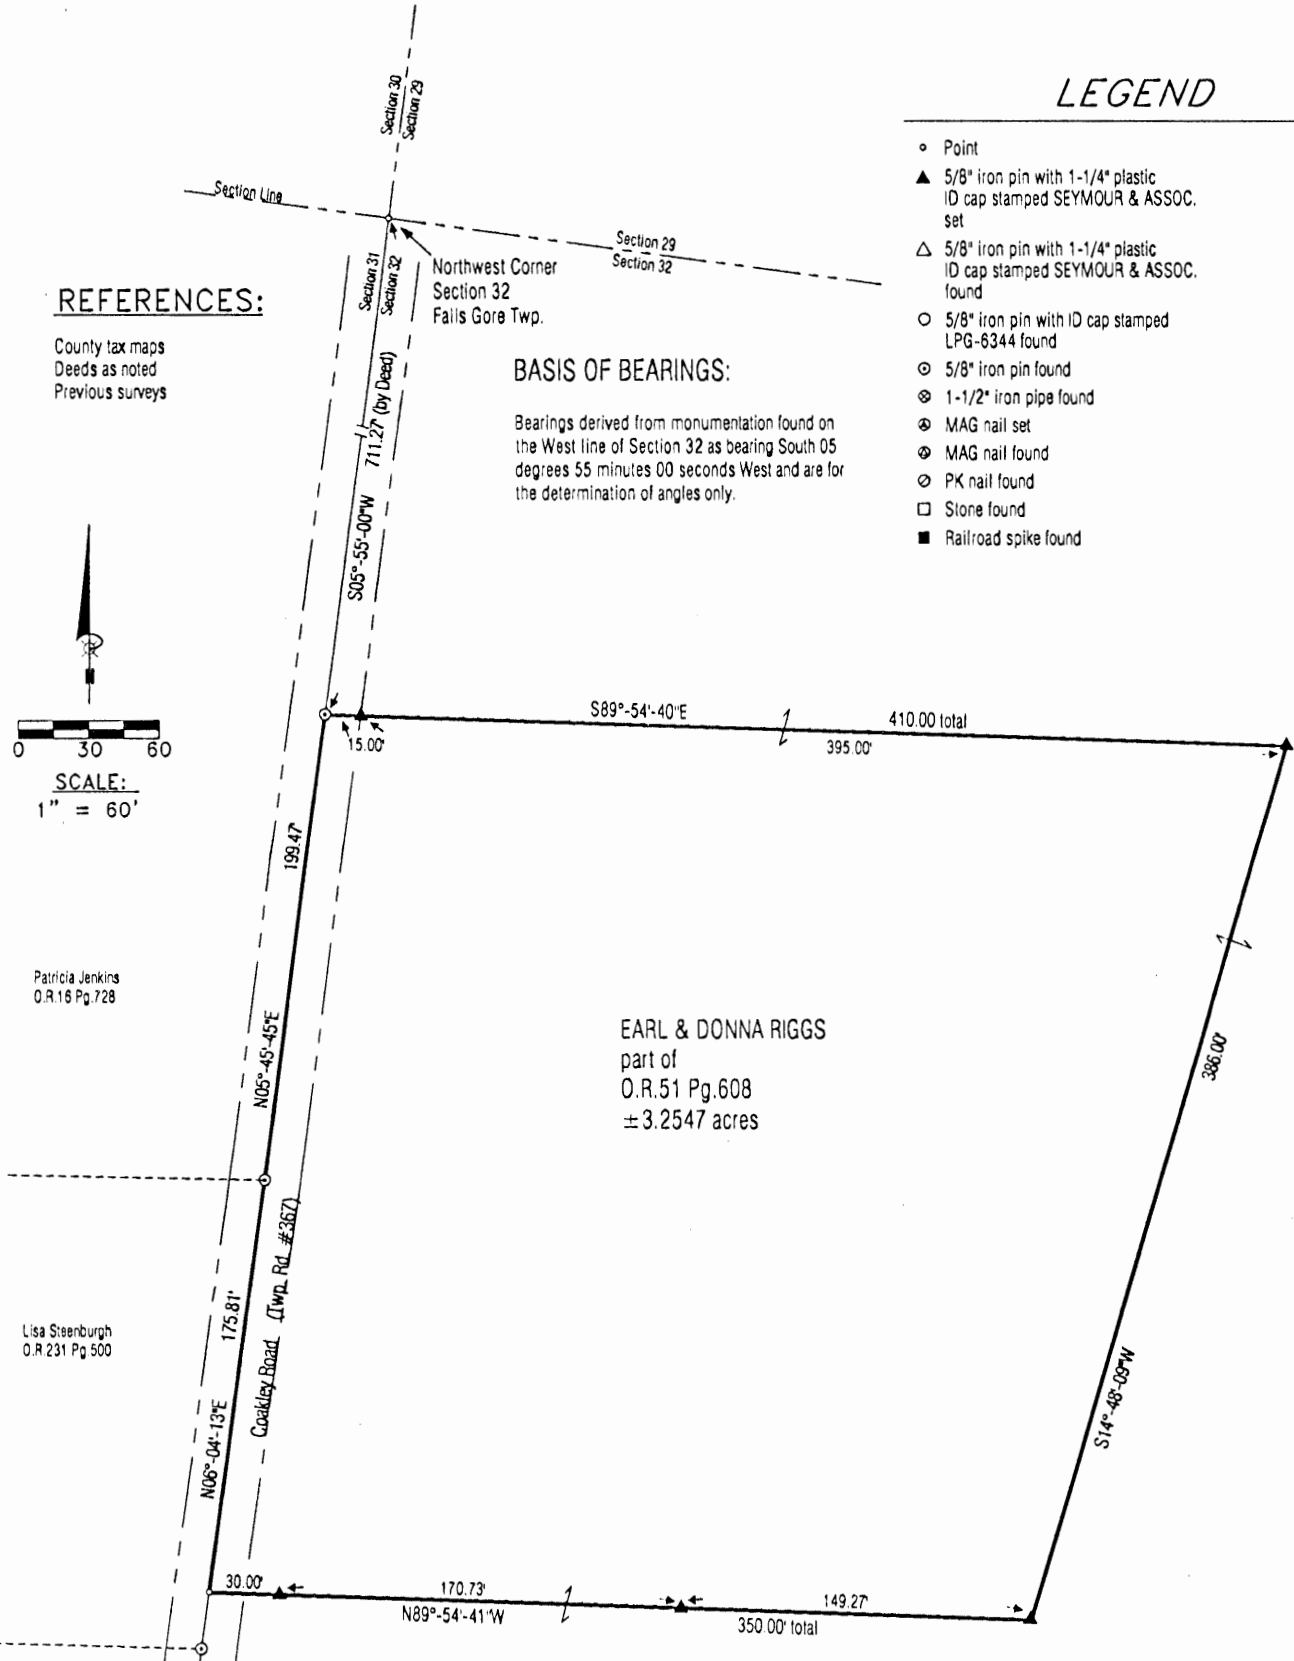 Section 30
Section 29
LEGEND
Point
5/8" iron pin with 1-1/4" plastic
ID cap stamped SEYMOUR & ASSOC.
set
5/8" iron pin with 1-1/4" plastic
ID cap stamped SEYMOUR & ASSOC.
found
5/8" iron pin with ID cap stamped
LPG-6344 found
5/8" iron pin found
1-1/2" iron pipe found
MAG nail set
MAG nail found
PK nail found
Stone found
Railroad spike found
Section Line
Section 29
Section 32
Section 31
Section 32
Northwest Corner
Section 32
Falls Gore Twp.
REFERENCES:
County tax maps
Deeds as noted
Previous surveys
BASIS OF BEARINGS:
Bearings derived from monumentation found on
the West line of Section 32 as bearing South 05
degrees 55 minutes 00 seconds West and are for
the determination of angles only.
S05°-55'-00"W 711.27' (by Deed)
0 30 60
SCALE:
1" = 60'
S89°-54'-40"E
410.00 total
15.00'
395.00'
199.47'
N05°-45'-45"E
Patricia Jenkins
O.R.16 Pg.728
EARL & DONNA RIGGS
part of
O.R.51 Pg.608
±3.2547 acres
386.00'
S14°-48'-09"W
Coakley Road (Twp. Rd. #367)
175.81'
N06°-04'-13"E
Lisa Steenburgh
O.R.231 Pg.500
30.00'
170.73'
149.27'
N89°-54'-41"W
350.00' total